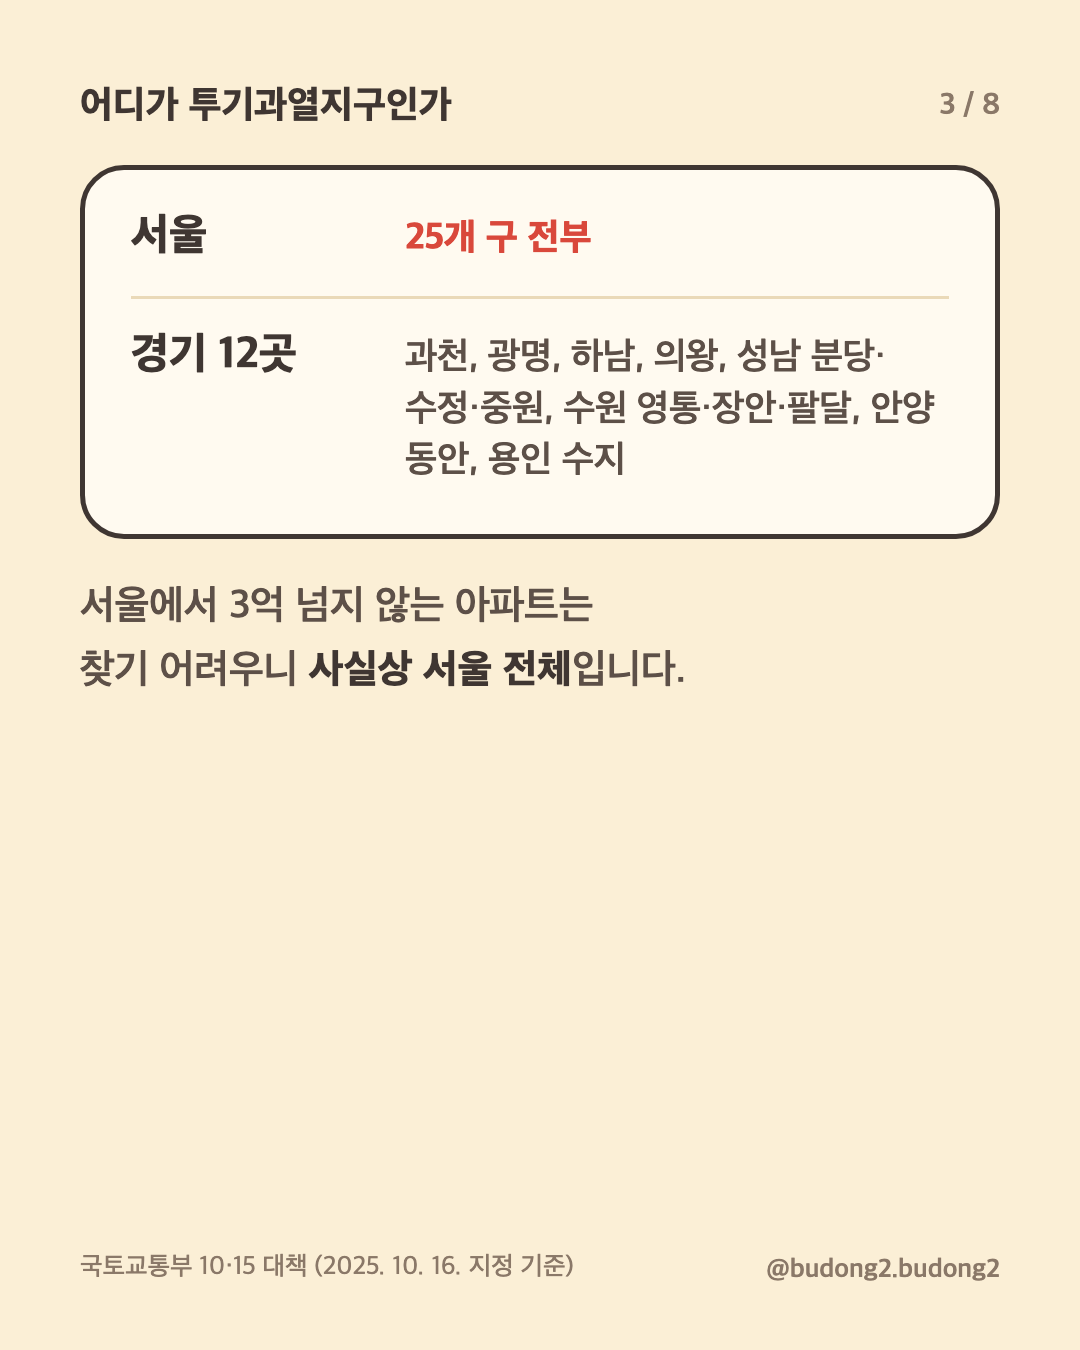 어디가 투기과열지구인가
3 / 8
서울
25개 구 전부
경기 12곳
과천, 광명, 하남, 의왕, 성남 분당·
수정·중원, 수원 영통·장안·팔달, 안양
동안, 용인 수지
서울에서 3억 넘지 않는 아파트는
찾기 어려우니 사실상 서울 전체입니다.
국토교통부 10·15 대책 (2025. 10. 16. 지정 기준)
@budong2.budong2